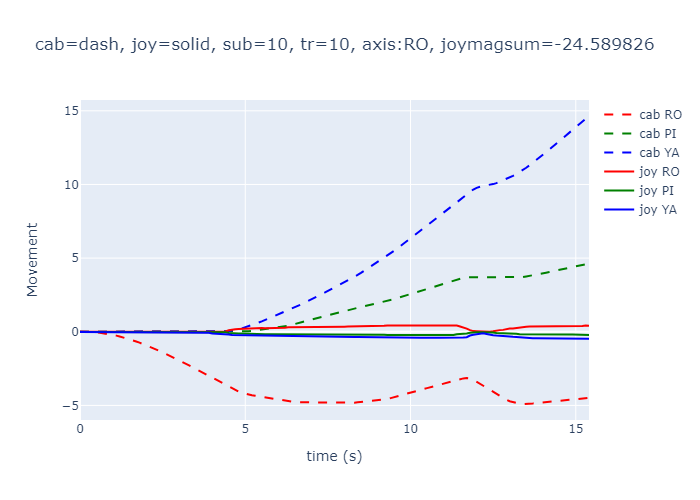 cab=dash, joy=solid, sub=10, tr=10, axis:RO, joymagsum=-24.589826
15
10
5
0
−5
Movement
0
5
10
15
time (s)
cab RO
cab PI
cab YA
joy RO
joy PI
joy YA